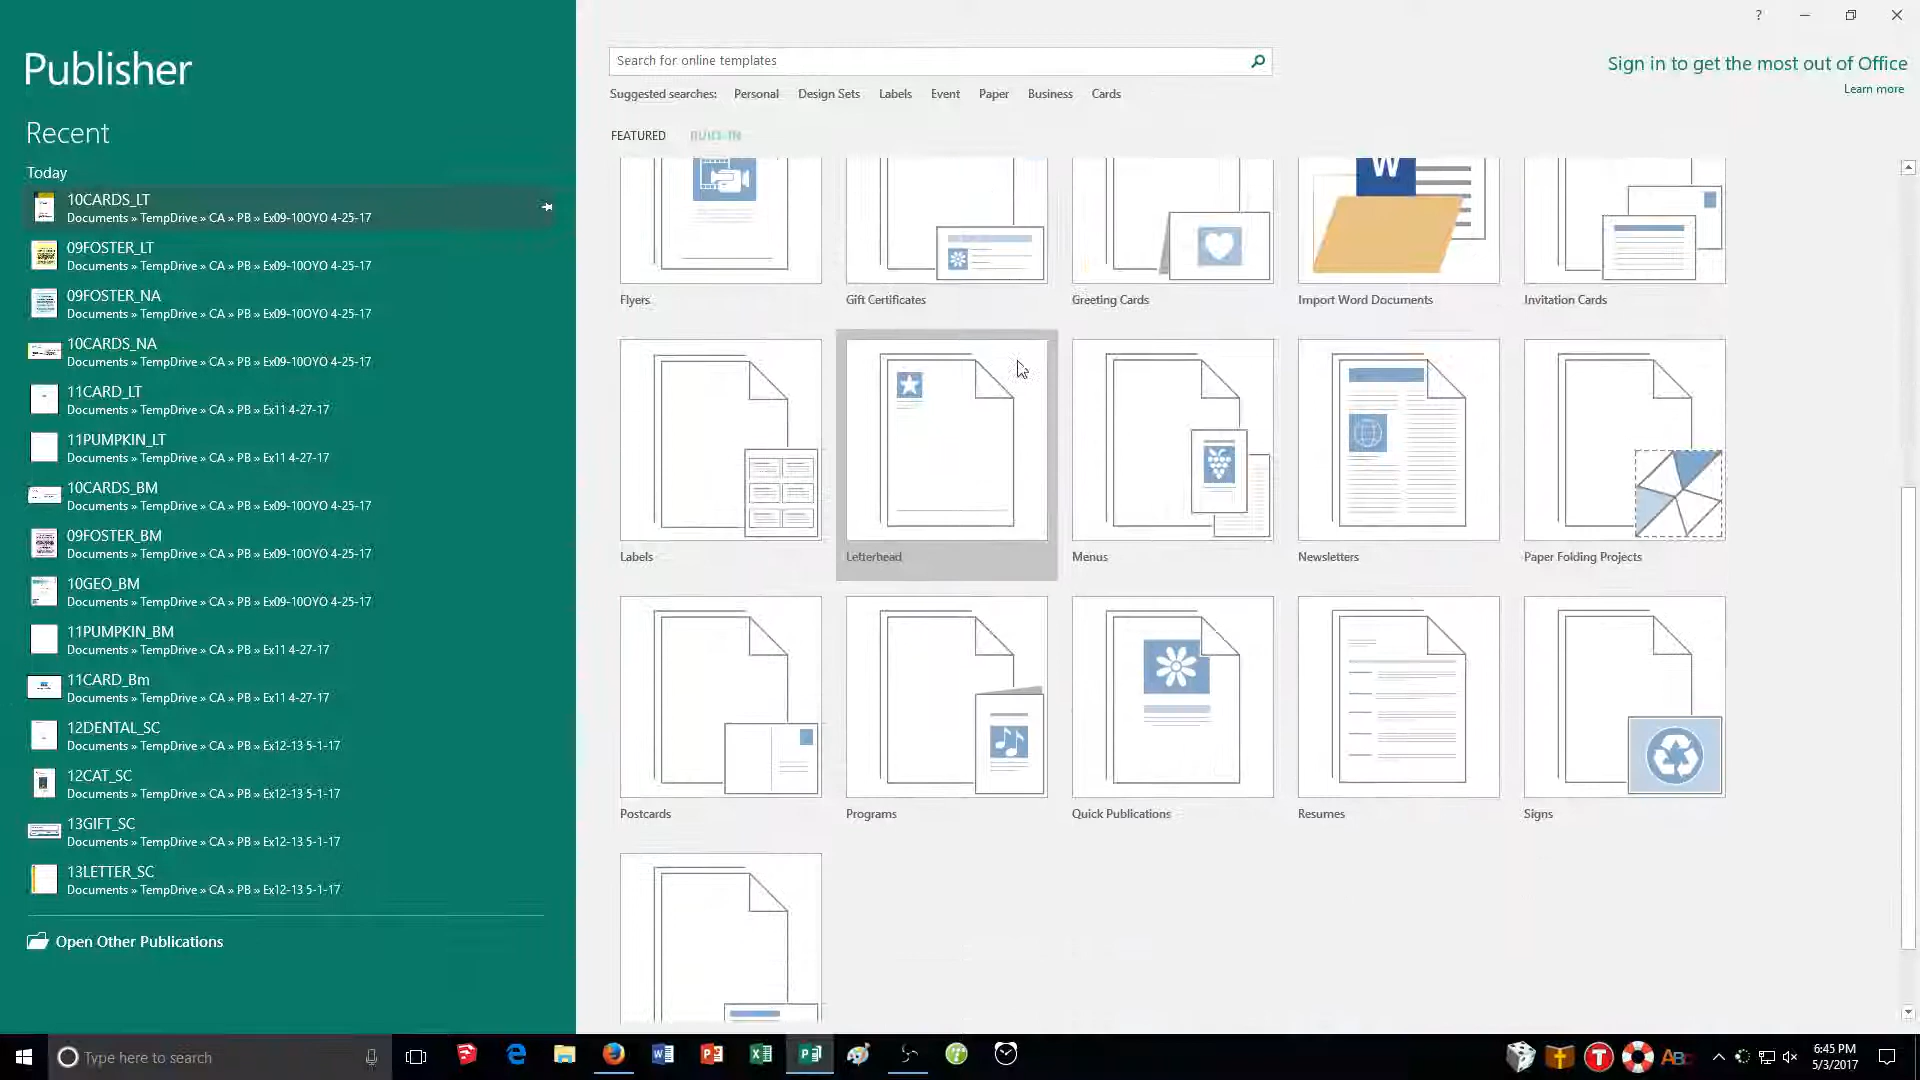 Publisher
Recent
Today
10CARDS_LT
Documents » TempDrive » CA » PB » Ex09-10OYO 4-25-17
09FOSTER_LT
Documents » TempDrive » CA » PB » Ex09-10OYO 4-25-17
09FOSTER_NA
Documents » TempDrive » CA » PB » Ex09-10OYO 4-25-17
10CARDS_NA
Documents » TempDrive » CA » PB » Ex09-10OYO 4-25-17
11CARD_LT
Documents » TempDrive » CA » PB » Ex11 4-27-17
11PUMPKIN_LT
Documents » TempDrive » CA » PB » Ex11 4-27-17
10CARDS_BM
Documents » TempDrive » CA » PB » Ex09-10OYO 4-25-17
09FOSTER_BM
Documents » TempDrive » CA » PB » Ex09-10OYO 4-25-17
10GEO_BM
Documents » TempDrive » CA » PB » Ex09-10OYO 4-25-17
11PUMPKIN_BM
Documents » TempDrive » CA » PB » Ex11 4-27-17
11CARD_Bm
Documents » TempDrive » CA » PB » Ex11 4-27-17
12DENTAL_SC
Documents » TempDrive » CA » PB » Ex12-13 5-1-17
12CAT_SC
Documents » TempDrive » CA » PB » Ex12-13 5-1-17
13GIFT_SC
Documents » TempDrive » CA » PB » Ex12-13 5-1-17
13LETTER_SC
Documents » TempDrive » CA » PB » Ex12-13 5-1-17
Open Other Publications
?
Search for online templates
Sign in to get the most out of Office
Learn more
Suggested searches: Personal Design Sets Labels Event Paper Business Cards
FEATURED BUILT-IN
W
Flyers Gift Certificates Greeting Cards Import Word Documents Invitation Cards
Labels Letterhead Menus Newsletters Paper Folding Projects
Postcards Programs Quick Publications Resumes Signs
Type here to search
6:45 PM
5/3/2017